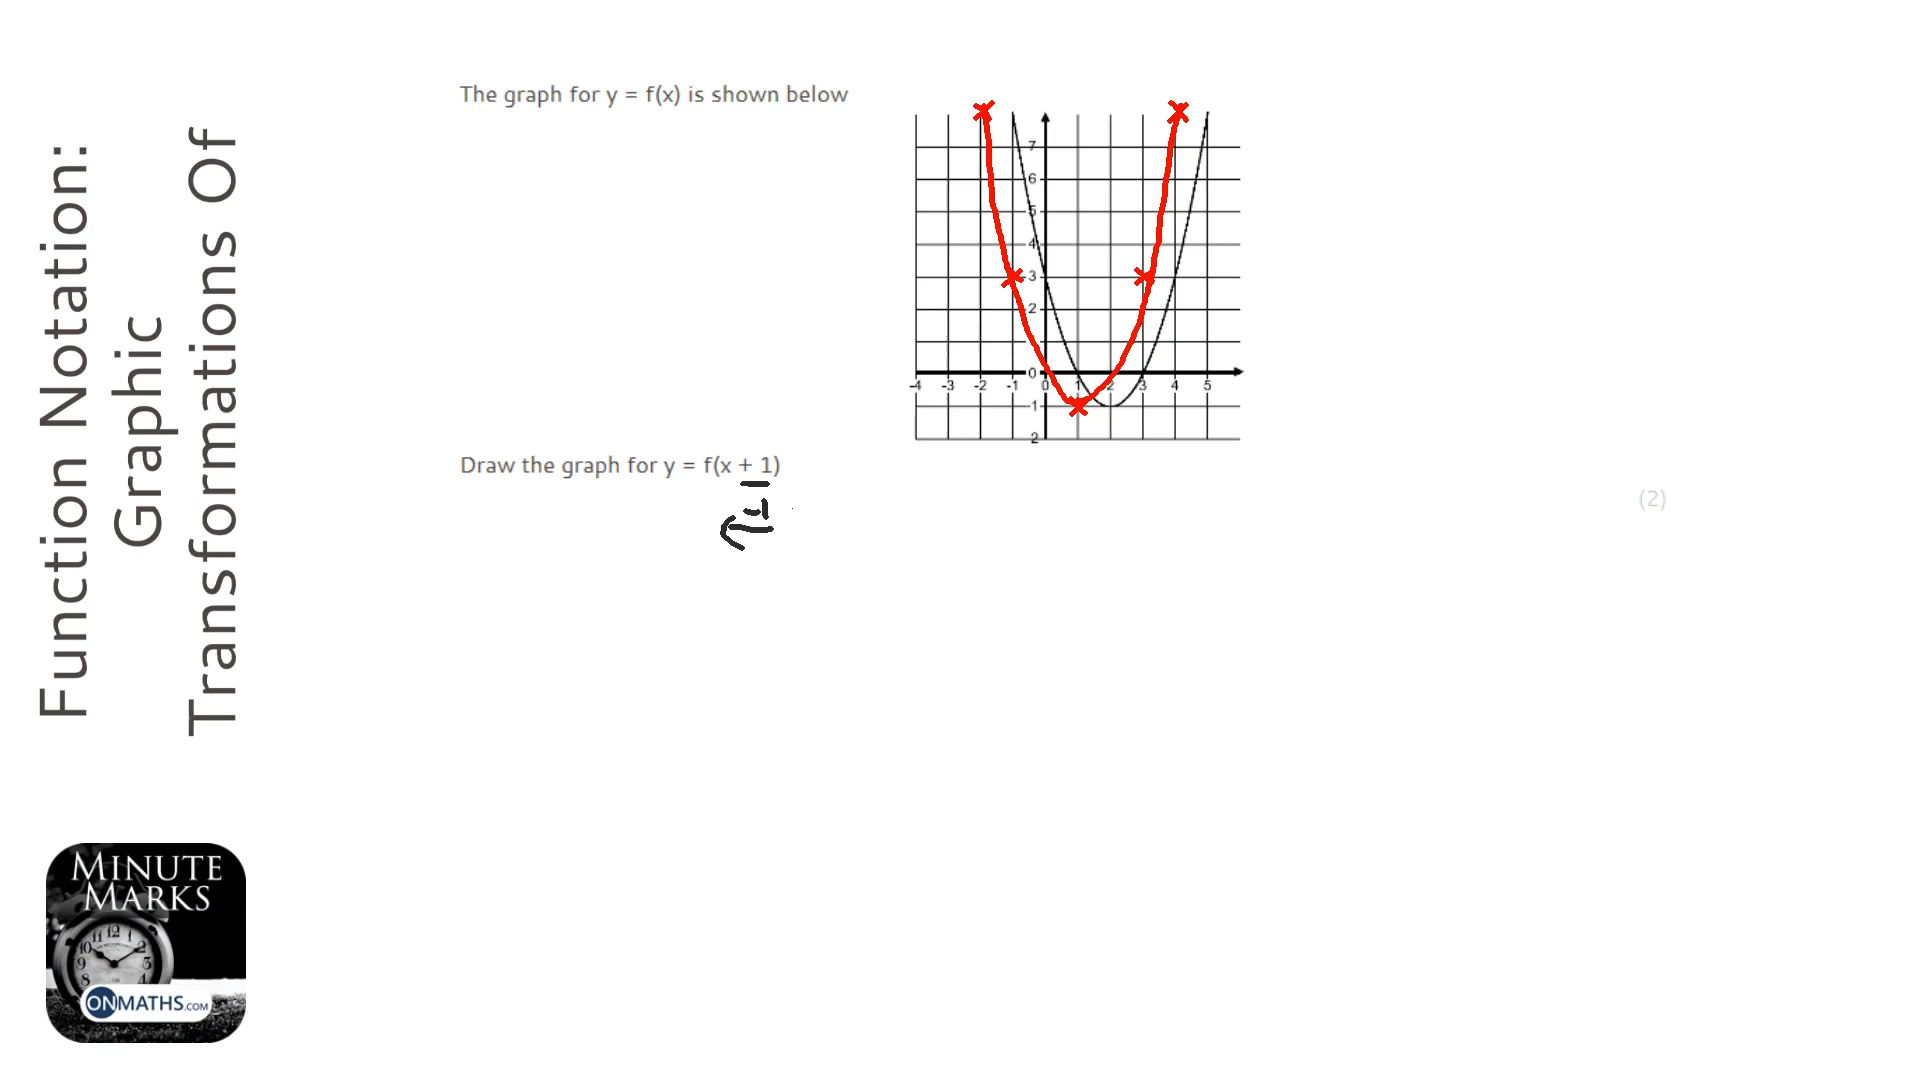 Function Notation:
Graphic
Transformations Of
The graph for y = f(x) is shown below
7
6
5
4
3
2
0
-4 -3 -2 -1 0 1 2 3 4 5
-1
2
Draw the graph for y = f(x + 1)
-1
(2)
MINUTE
MARKS
ONMATHS.COM